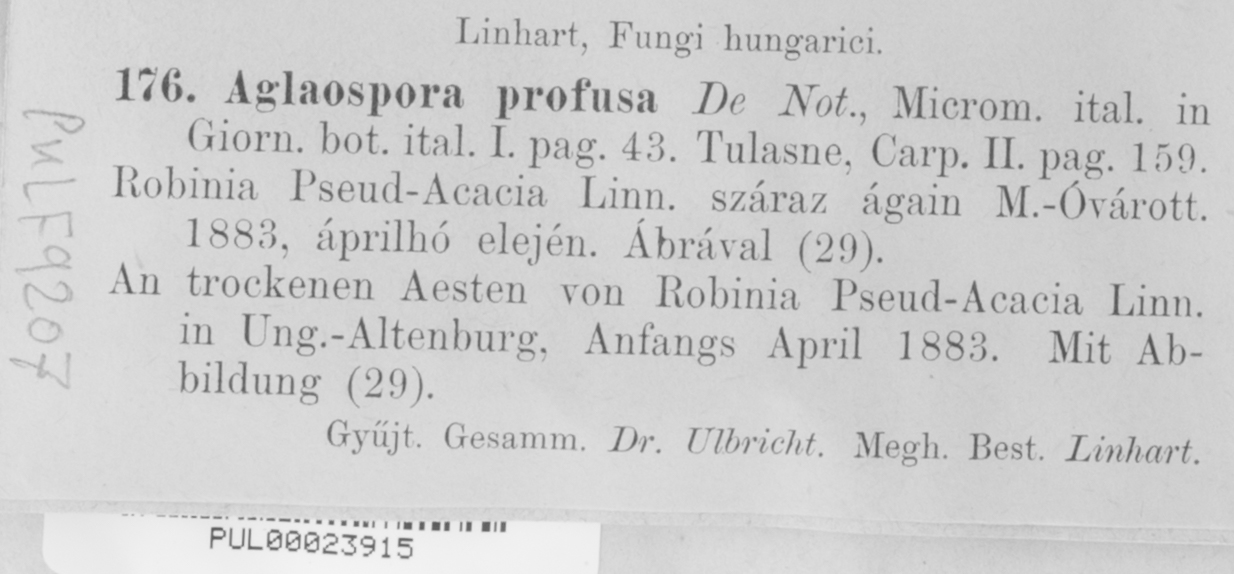 Linhart, Fungi hungarici.
176. Aglaospora profusa De Not., Microm. ital. in
Giorn. bot. ital. I. pag. 43. Tulasne, Carp. II. pag. 159.
Robinia Pseud-Acacia Linn. száraz ágain M.-Óvárott.
1883, áprilhó elején. Ábrával (29).
An trockenen Aesten von Robinia Pseud-Acacia Linn.
in Ung.-Altenburg, Anfangs April 1883. Mit Ab-
bildung (29).
Gyűjt. Gesamm. Dr. Ulbricht. Megh. Best. Linhart.
PUL F9207
PUL00023915